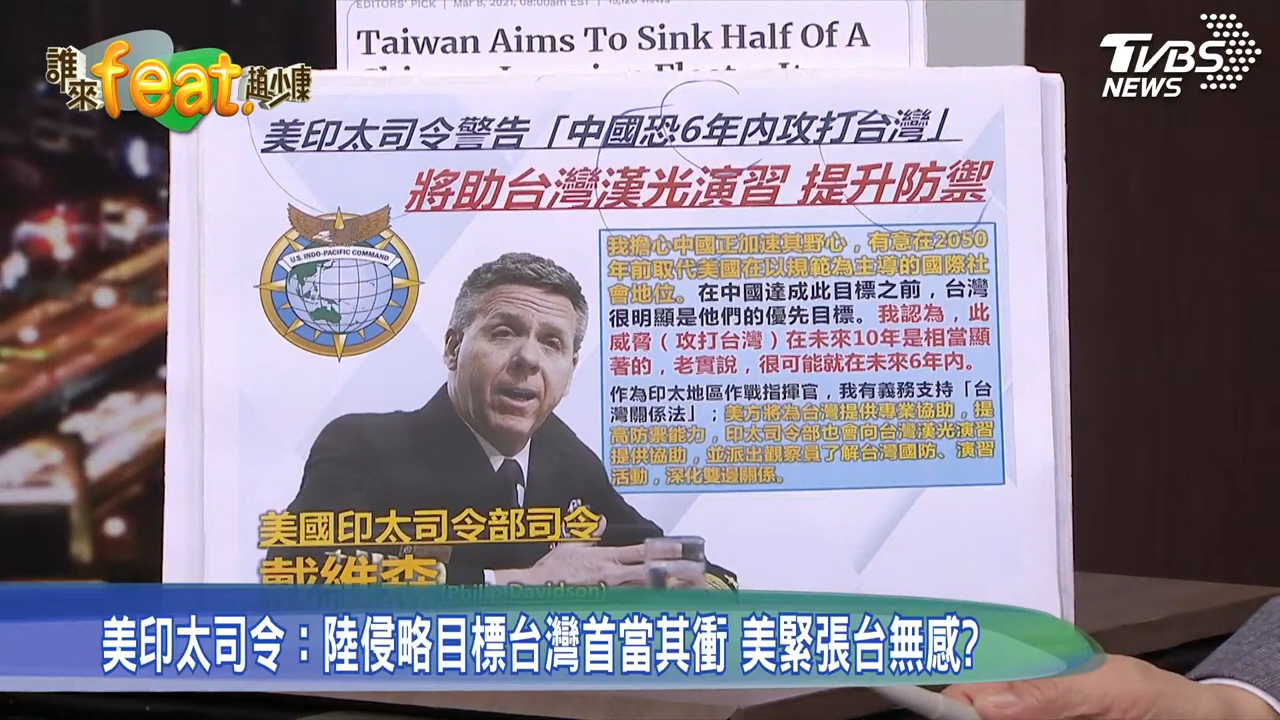 EDITORS' PICK | Mar 8, 2021, 08:00am EST |
Taiwan Aims To Sink Half Of A
誰來feat.趙少康
TVBS
NEWS
美印太司令警告「中國恐6年內攻打台灣」
將助台灣漢光演習 提升防禦
U.S. INDO-PACIFIC COMMAND
我擔心中國正加速其野心，有意在2050
年前取代美國在以規範為主導的國際社
會地位。在中國達成此目標之前，台灣
很明顯是他們的優先目標。我認為，此
威脅（攻打台灣）在未來10年是相當顯
著的，老實說，很可能就在未來6年內。
作為印太地區作戰指揮官，我有義務支持「台
灣關係法」；美方將為台灣提供專業協助，提
高防禦能力，印太司令部也會向台灣漢光演習
提供協助，並派出觀察員了解台灣國防、演習
活動，深化雙邊關係。
美國印太司令部司令
戴維森(Philip Davidson)
美印太司令：陸侵略目標台灣首當其衝 美緊張台無感?